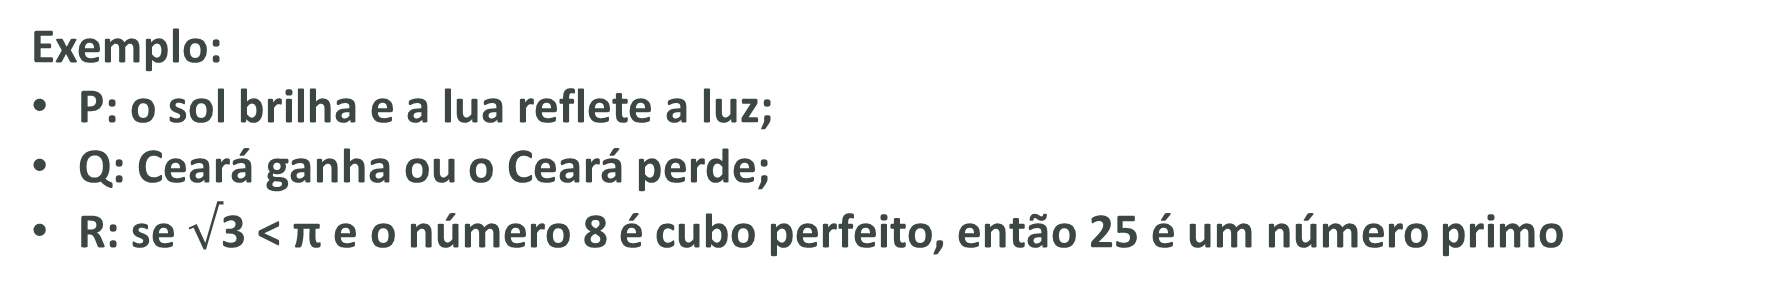 Exemplo:
• P: o sol brilha e a lua reflete a luz;
• Q: Ceará ganha ou o Ceará perde;
• R: se √3 < π e o número 8 é cubo perfeito, então 25 é um número primo